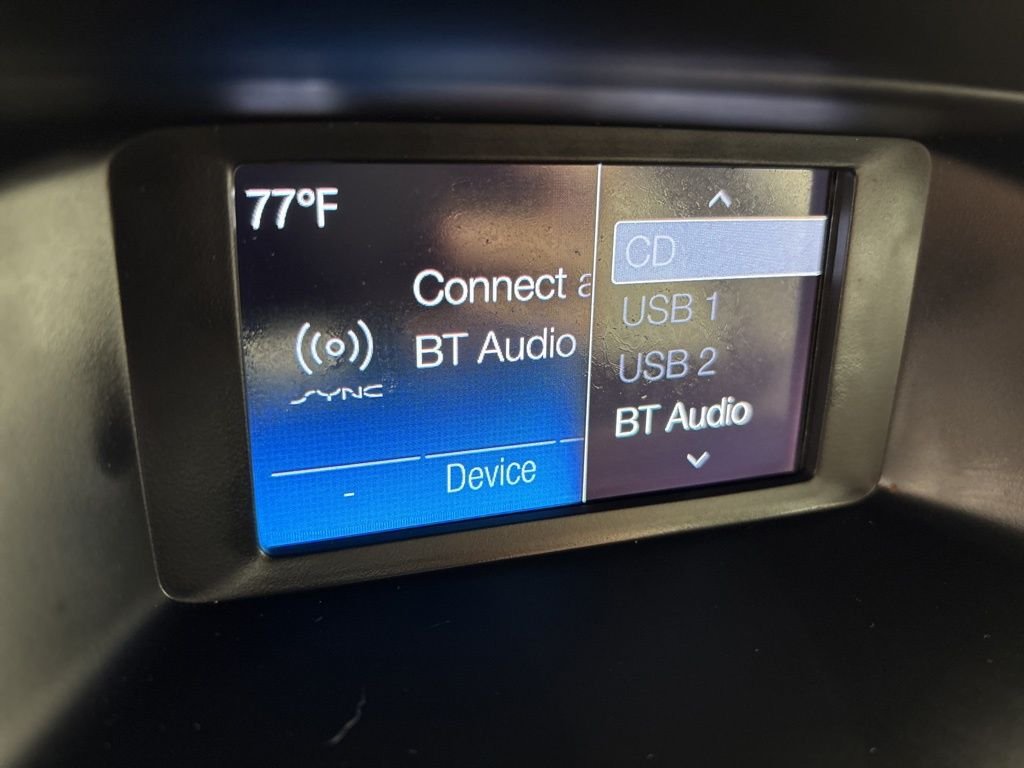 77°F
Connect a
BT Audio
SYNC
Device
-
CD
USB 1
USB 2
BT Audio